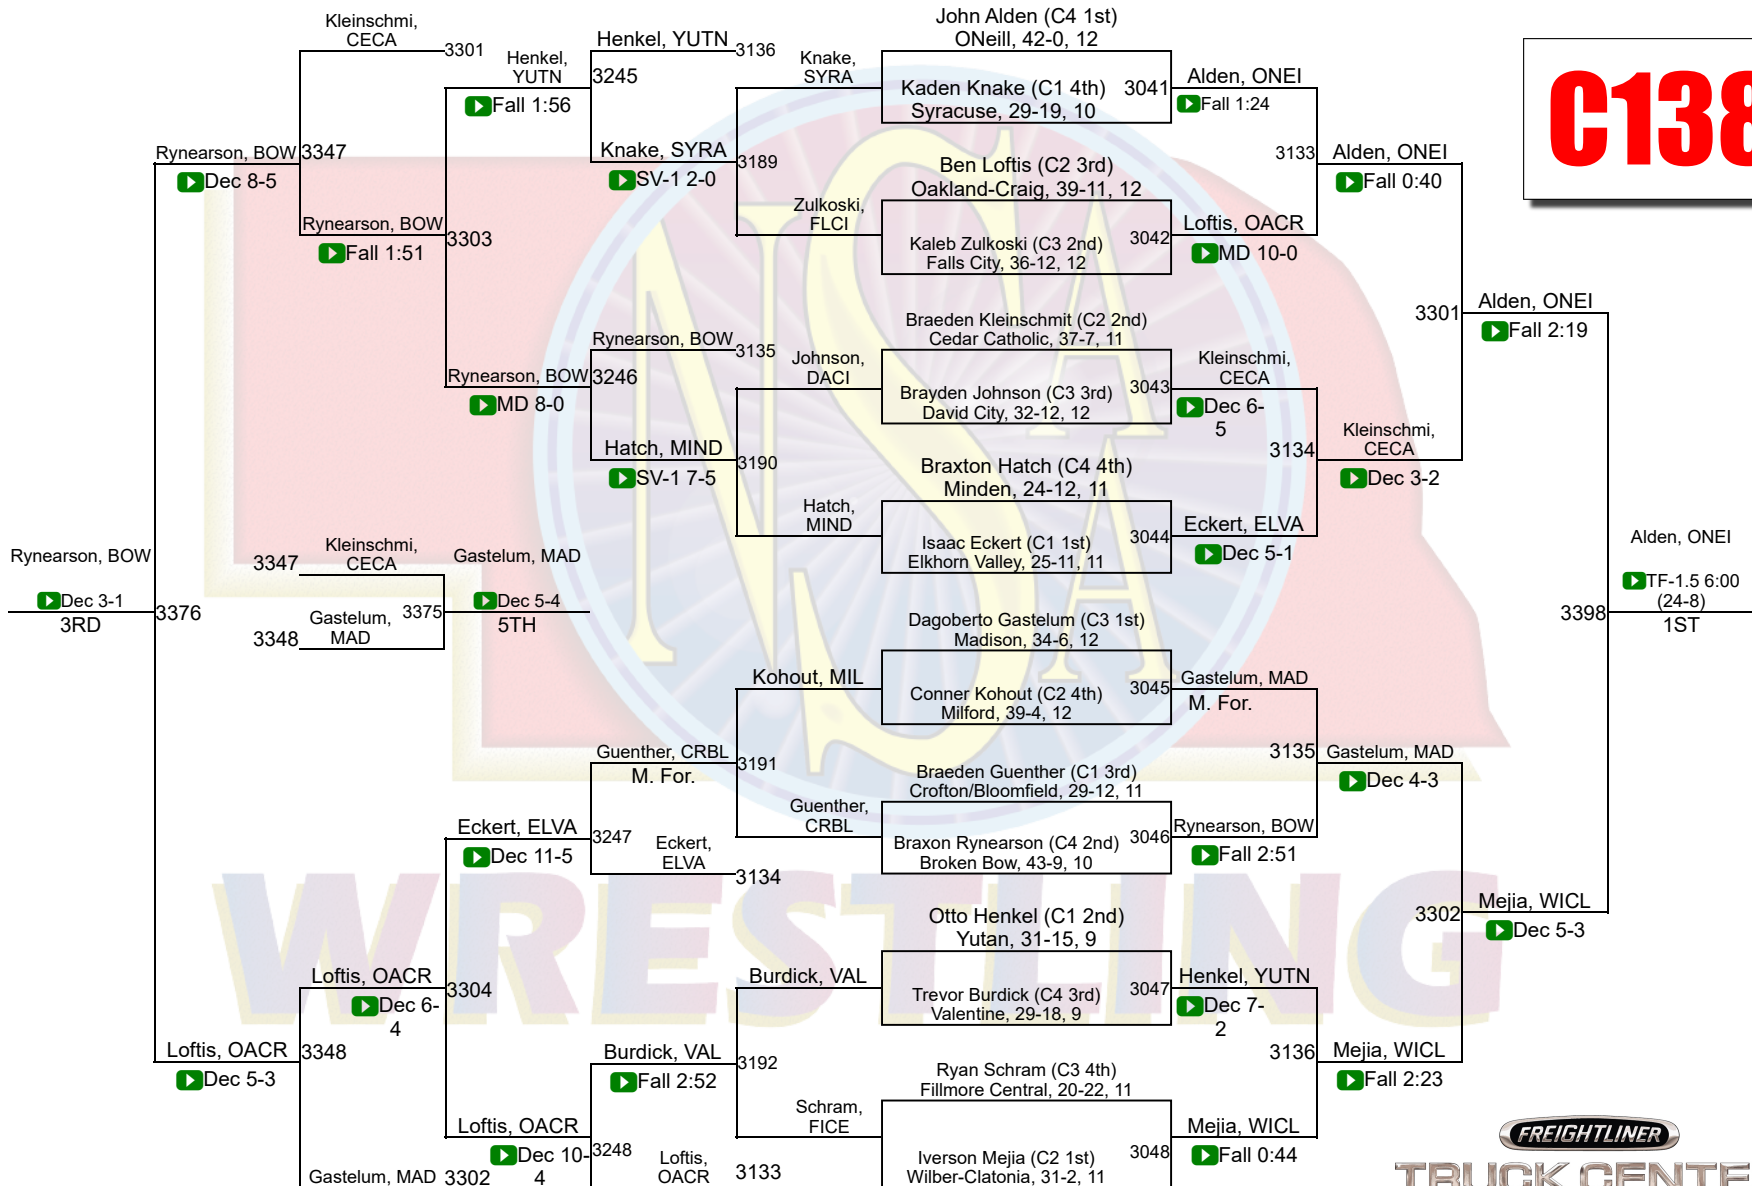 John Alden (C4 1st)
ONeill, 42-0, 12
Kaden Knake (C1 4th)
Syracuse, 29-19, 10
3041
Ben Loftis (C2 3rd)
Oakland-Craig, 39-11, 12
Kaleb Zulkoski (C3 2nd)
Falls City, 36-12, 12
3042
Braeden Kleinschmit (C2 2nd)
Cedar Catholic, 37-7, 11
Brayden Johnson (C3 3rd)
David City, 32-12, 12
3043
Braxton Hatch (C4 4th)
Minden, 24-12, 11
Isaac Eckert (C1 1st)
Elkhorn Valley, 25-11, 11
3044
Dagoberto Gastelum (C3 1st)
Madison, 34-6, 12
Conner Kohout (C2 4th)
Milford, 39-4, 12
3045
Braeden Guenther (C1 3rd)
Crofton/Bloomfield, 29-12, 11
Braxon Rynearson (C4 2nd)
Broken Bow, 43-9, 10
3046
Otto Henkel (C1 2nd)
Yutan, 31-15, 9
Trevor Burdick (C4 3rd)
Valentine, 29-18, 9
3047
Ryan Schram (C3 4th)
Fillmore Central, 20-22, 11
Iverson Mejia (C2 1st)
Wilber-Clatonia, 31-2, 11
3048
Alden, ONEI
Fall 1:24
3133
Loftis, OACR
MD 10-0
Kleinschmi,
CECA
Dec 6-
5
3134
Eckert, ELVA
Dec 5-1
Gastelum, MAD
M. For.
3135
Rynearson, BOW
Fall 2:51
Henkel, YUTN
Dec 7-
2
3136
Mejia, WICL
Fall 0:44
Alden, ONEI
Fall 0:40
3301
Kleinschmi,
CECA
Dec 3-2
Gastelum, MAD
Dec 4-3
3302
Mejia, WICL
Fall 2:23
Alden, ONEI
Fall 2:19
3398
Mejia, WICL
Dec 5-3
Alden, ONEI
TF-1.5 6:00
(24-8)
1ST
Knake,
SYRA
3189
Zulkoski,
FLCI
Johnson,
DACI
3190
Hatch,
MIND
Kohout, MIL
3191
Guenther,
CRBL
Burdick, VAL
3192
Schram,
FICE
Henkel, YUTN
3136
3245
Knake, SYRA
SV-1 2-0
Rynearson, BOW
3135
3246
Hatch, MIND
SV-1 7-5
Guenther, CRBL
M. For.
3247
Eckert,
ELVA
3134
Burdick, VAL
Fall 2:52
3248
Loftis,
OACR
3133
Henkel,
YUTN
Fall 1:56
3303
Rynearson, BOW
MD 8-0
Eckert, ELVA
Dec 11-5
3304
Loftis, OACR
Dec 10-
4
Kleinschmi,
CECA
3301
3347
Rynearson, BOW
Fall 1:51
Loftis, OACR
Dec 6-
4
3348
Gastelum, MAD
3302
Rynearson, BOW
Dec 8-5
3376
Loftis, OACR
Dec 5-3
Rynearson, BOW
Dec 3-1
3RD
3347
Kleinschmi,
CECA
3348
Gastelum,
MAD
3375
Gastelum, MAD
Dec 5-4
5TH
C138
NSAA
WRESTLING
FREIGHTLINER
TRUCK CENTE